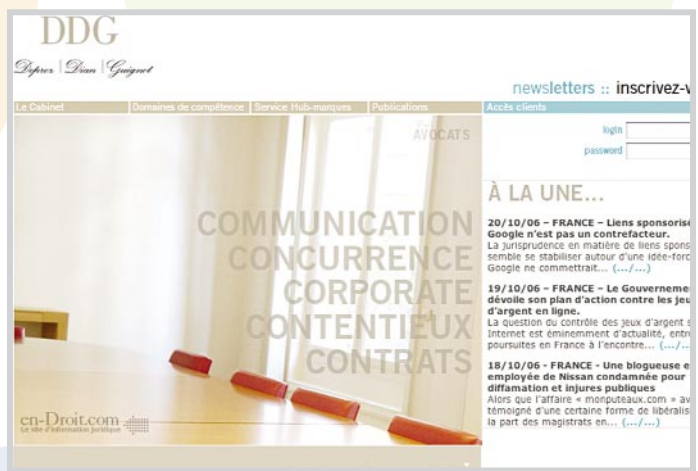 DDG
Deprez | Dian | Guignot
newsletters :: inscrivez-v
Le Cabinet
Domaines de compétence
Service Hub-marques
Publications
Accès clients
AVOCATS
login
password
COMMUNICATION
CONCURRENCE
CORPORATE
CONTENTIEUX
CONTRATS
À LA UNE...
20/10/06 – FRANCE – Liens sponsorisé
Google n'est pas un contrefacteur.
La jurisprudence en matière de liens spons
semble se stabiliser autour d'une idée-forc
Google ne commettrait... (.../...)
19/10/06 – FRANCE – Le Gouverneme
dévoile son plan d'action contre les jeu
d'argent en ligne.
La question du contrôle des jeux d'argent s
Internet est éminemment d'actualité, entre
poursuites en France à l'encontre... (.../..
18/10/06 - FRANCE - Une blogueuse e
employée de Nissan condamnée pour
diffamation et injures publiques
Alors que l'affaire « monputeaux.com » av
témoigné d'une certaine forme de libéralis
la part des magistrats en... (.../...)
en-Droit.com
Le site d'information juridique